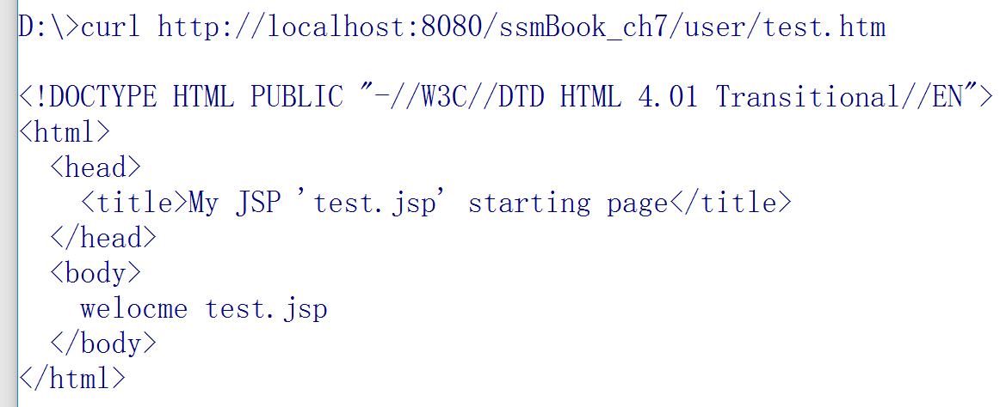 D:\>curl http://localhost:8080/ssmBook_ch7/user/test.htm
<!DOCTYPE HTML PUBLIC "-//W3C//DTD HTML 4.01 Transitional//EN">
<html>
<head>
<title>My JSP 'test.jsp' starting page</title>
</head>
<body>
welocme test.jsp
</body>
</html>